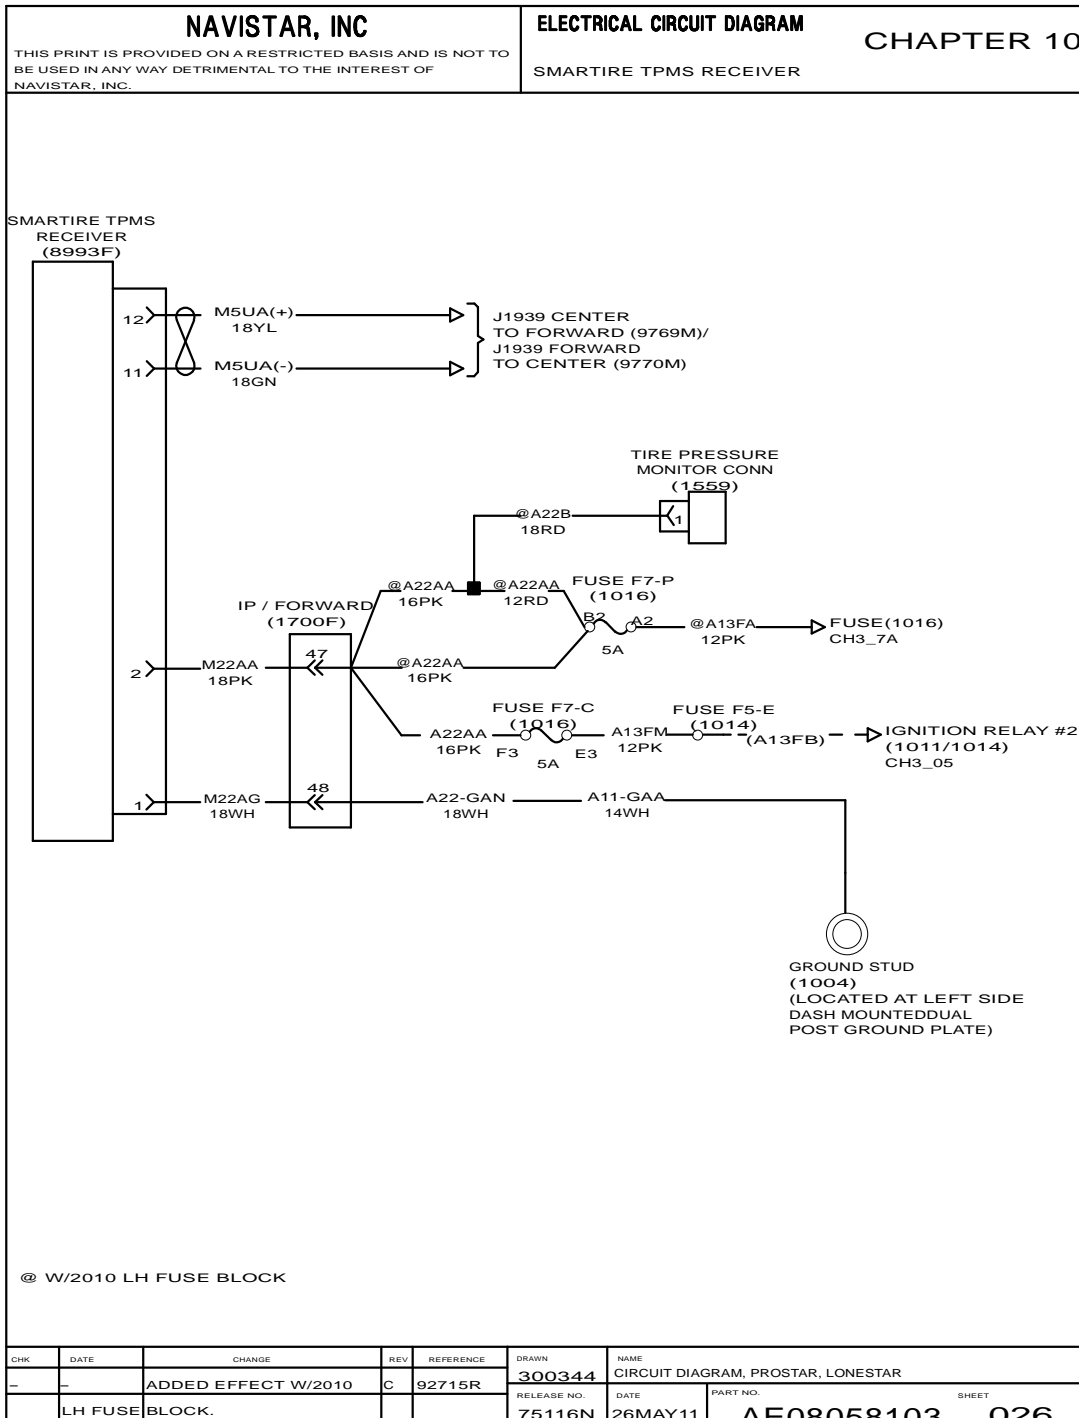 NAVISTAR, INC
THIS PRINT IS PROVIDED ON A RESTRICTED BASIS AND IS NOT TO
BE USED IN ANY WAY DETRIMENTAL TO THE INTEREST OF
NAVISTAR, INC.
ELECTRICAL CIRCUIT DIAGRAM
SMARTIRE TPMS RECEIVER
CHAPTER 10
SMARTIRE TPMS
RECEIVER
(8993F)
12
M5UA(+)
18YL
11
M5UA(-)
18GN
J1939 CENTER
TO FORWARD (9769M)/
J1939 FORWARD
TO CENTER (9770M)
TIRE PRESSURE
MONITOR CONN
(1559)
1
@A22B
18RD
@A22AA
16PK
@A22AA
12RD
FUSE F7-P
(1016)
B2
A2
5A
@A13FA
12PK
FUSE(1016)
CH3_7A
IP / FORWARD
(1700F)
47
2
M22AA
18PK
@A22AA
16PK
FUSE F7-C
(1016)
A22AA
16PK
F3
5A
E3
A13FM
12PK
FUSE F5-E
(1014)
(A13FB)
IGNITION RELAY #2
(1011/1014)
CH3_05
48
1
M22AG
18WH
A22-GAN
18WH
A11-GAA
14WH
GROUND STUD
(1004)
(LOCATED AT LEFT SIDE
DASH MOUNTEDDUAL
POST GROUND PLATE)
@ W/2010 LH FUSE BLOCK
CHK DATE CHANGE REV REFERENCE
– – ADDED EFFECT W/2010 C 92715R
LH FUSE BLOCK.
DRAWN
300344
NAME
CIRCUIT DIAGRAM, PROSTAR, LONESTAR
RELEASE NO.
75116N
DATE
26MAY11
PART NO.
AE08058103
SHEET
026